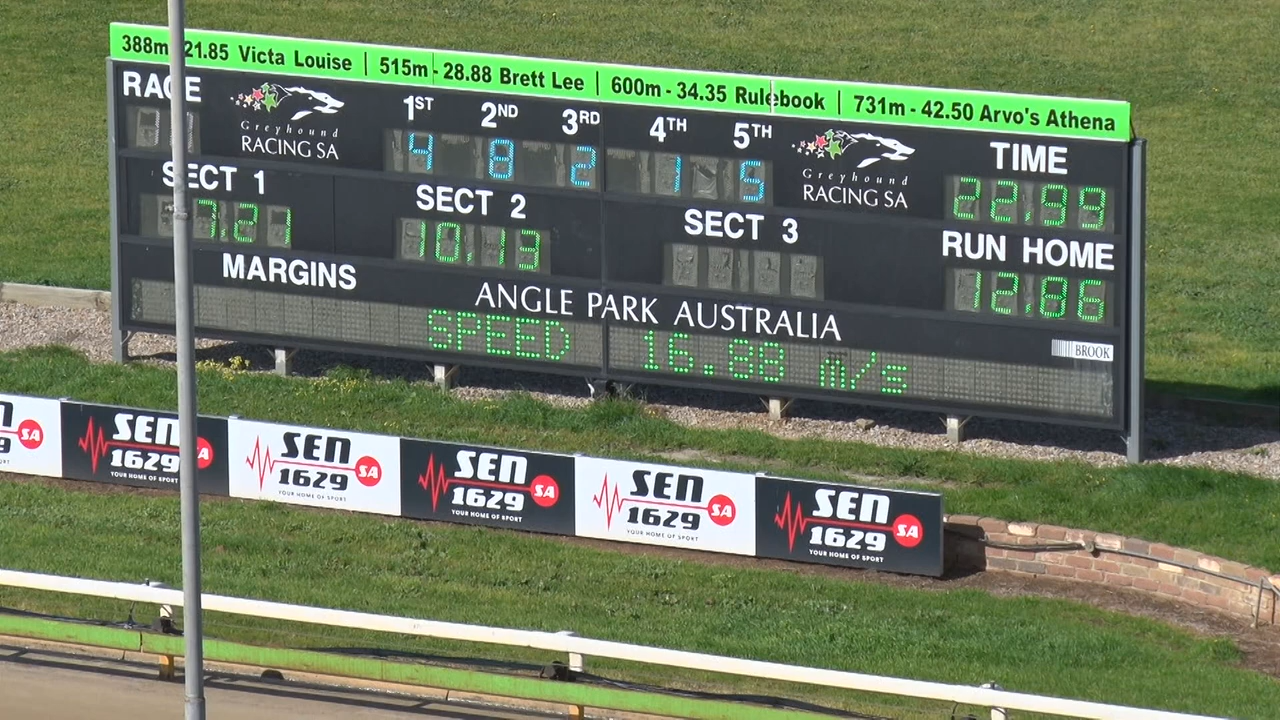 388m 21.85 Victa Louise | 515m - 28.88 Brett Lee | 600m - 34.35 Rulebook | 731m - 42.50 Arvo's Athena
RACE
Greyhound
RACING SA
1ST 2ND 3RD 4TH 5TH
4 8 2 1 5
Greyhound
RACING SA
TIME
22.99
SECT 1
7.21
SECT 2
10.13
SECT 3
RUN HOME
12.86
MARGINS
ANGLE PARK AUSTRALIA
SPEED 16.88 m/s
BROOK
9 SA
SEN
1629 SA
SEN
1629 SA
YOUR HOME OF SPORT
SEN
1629 SA
YOUR HOME OF SPORT
SEN
1629 SA
YOUR HOME OF SPORT
SEN
1629 SA
YOUR HOME OF SPORT